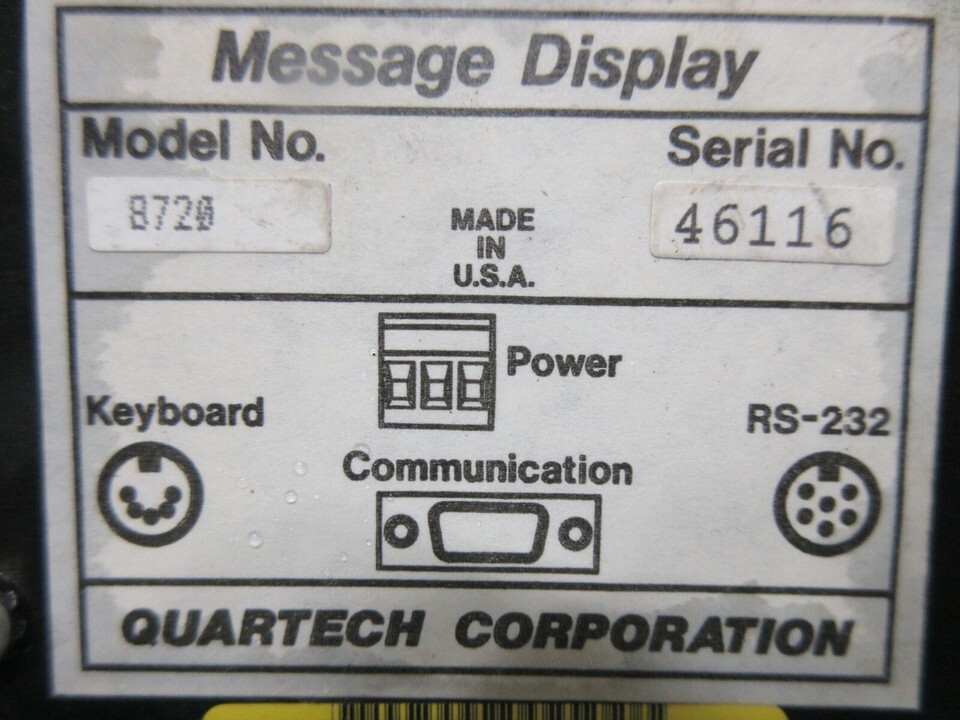 Message Display
Model No.
Serial No.
8720
46116
MADE
IN
U.S.A.
Power
Keyboard
RS-232
Communication
QUARTECH CORPORATION